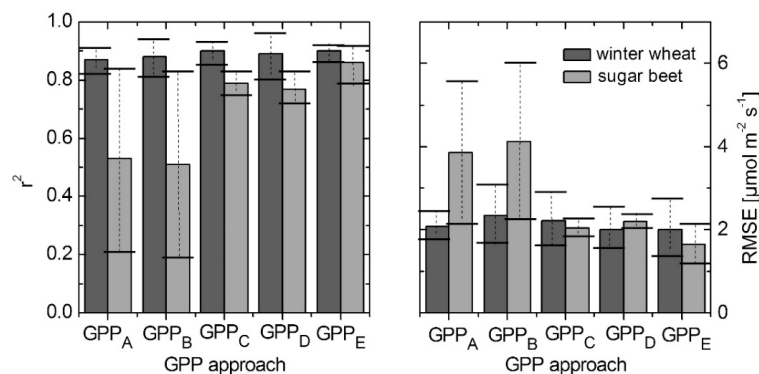 1.0
0.8
0.6
0.4
0.2
0.0
r²
GPP_A GPP_B GPP_C GPP_D GPP_E
GPP approach
winter wheat
sugar beet
6
4
2
0
RMSE [µmol m⁻² s⁻¹]
GPP_A GPP_B GPP_C GPP_D GPP_E
GPP approach